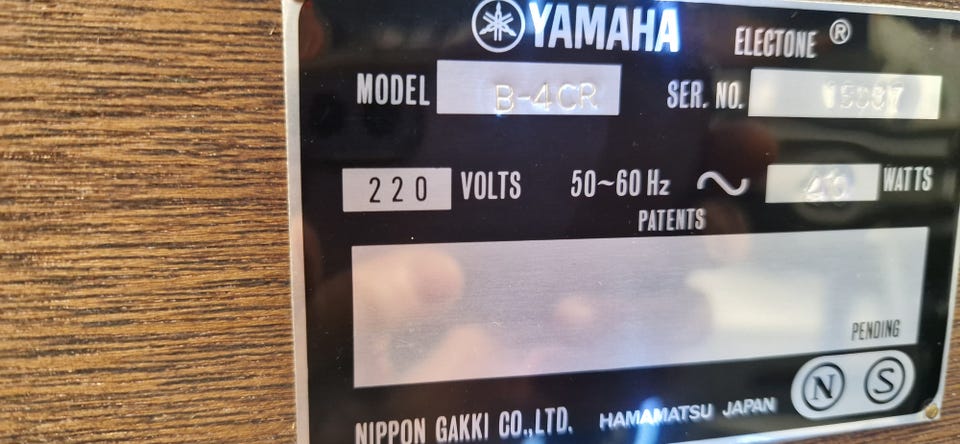 YAMAHA ELECTONE ®
MODEL B-4CR SER. NO. 15087
220 VOLTS 50~60 Hz ~ WATTS
PATENTS
PENDING
N S
NIPPON GAKKI CO.,LTD. HAMAMATSU JAPAN